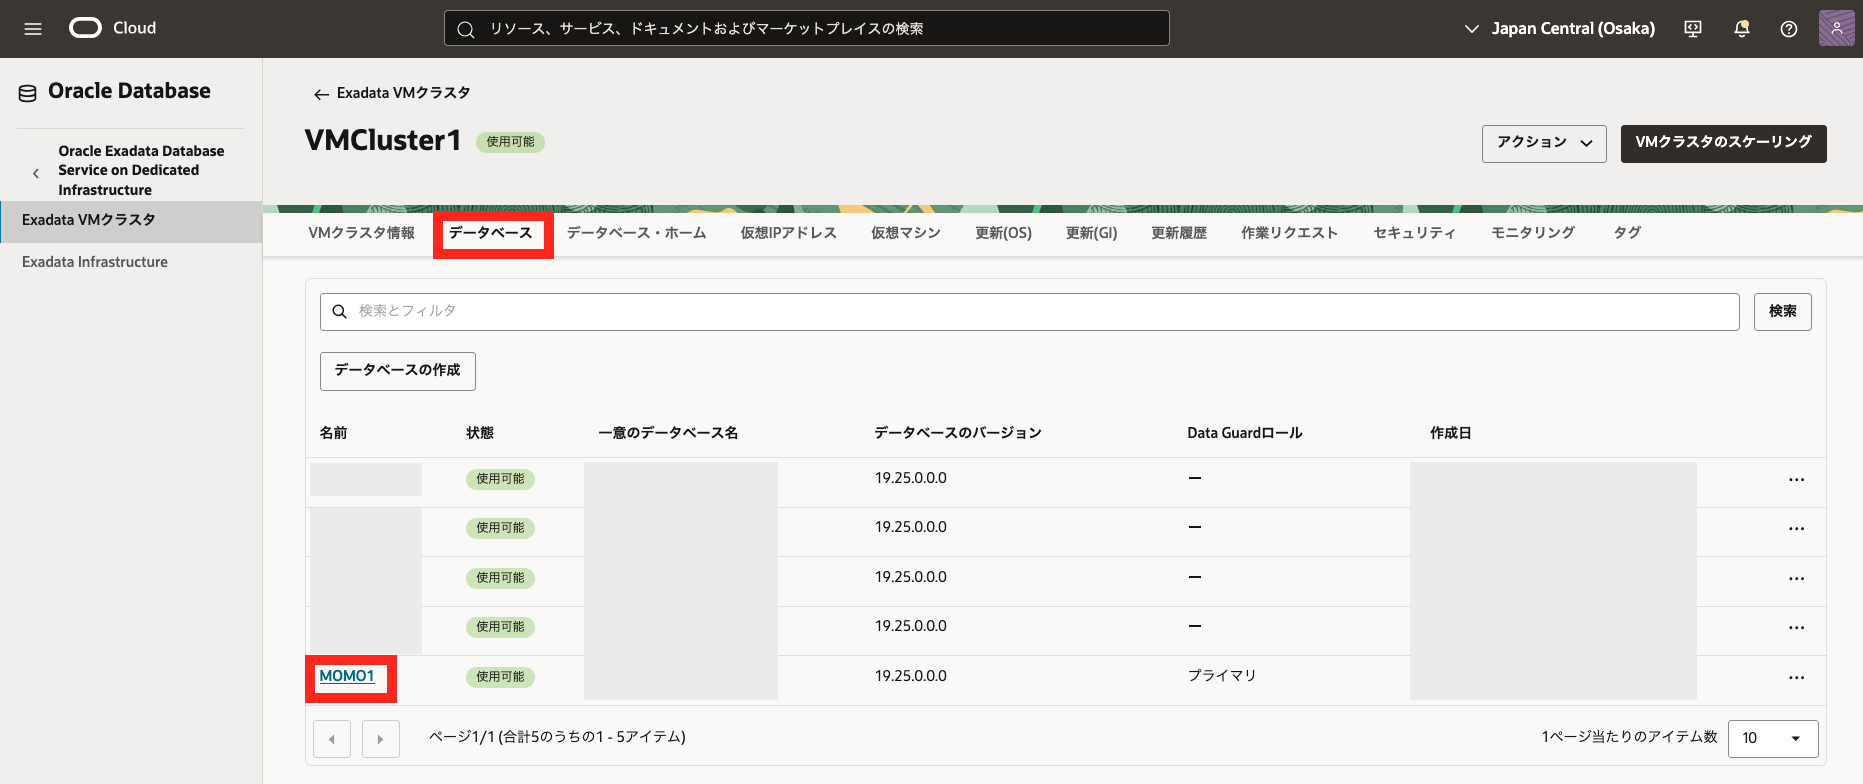 Cloud
リソース、サービス、ドキュメントおよびマーケットプレイスの検索
Japan Central (Osaka)
Oracle Database
Oracle Exadata Database
Service on Dedicated
Infrastructure
Exadata VMクラスタ
Exadata Infrastructure
Exadata VMクラスタ
VMCluster1 使用可能
アクション
VMクラスタのスケーリング
VMクラスタ情報 データベース データベース・ホーム 仮想IPアドレス 仮想マシン 更新(OS) 更新(GI) 更新履歴 作業リクエスト セキュリティ モニタリング タグ
検索とフィルタ 検索
データベースの作成
名前 状態 一意のデータベース名 データベースのバージョン Data Guardロール 作成日
使用可能 19.25.0.0.0 —
使用可能 19.25.0.0.0 —
使用可能 19.25.0.0.0 —
使用可能 19.25.0.0.0 —
MOMO1 使用可能 19.25.0.0.0 プライマリ
ページ1/1 (合計5のうちの1 - 5アイテム) 1ページ当たりのアイテム数 10